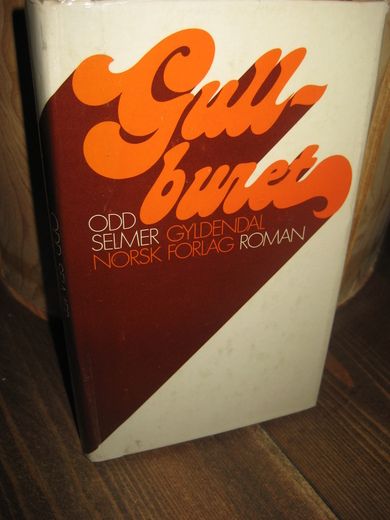 Gull-
buret
ODD
SELMER GYLDENDAL
NORSK FORLAG ROMAN